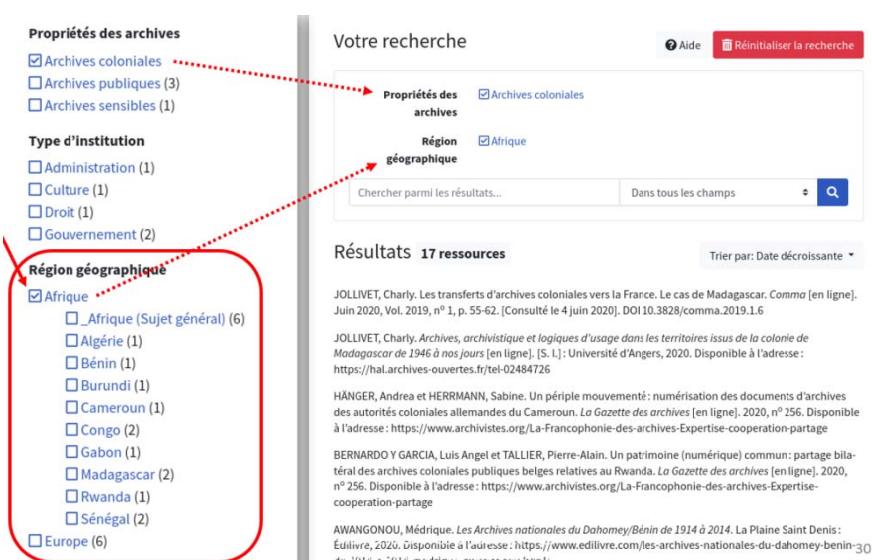 Propriétés des archives
Archives coloniales
Archives publiques (3)
Archives sensibles (1)
Type d'institution
Administration (1)
Culture (1)
Droit (1)
Gouvernement (2)
Région géographique
Afrique
_Afrique (Sujet général) (6)
Algérie (1)
Bénin (1)
Burundi (1)
Cameroun (1)
Congo (2)
Gabon (1)
Madagascar (2)
Rwanda (1)
Sénégal (2)
Europe (6)
Votre recherche
Aide
Réinitialiser la recherche
Propriétés des
archives
Archives coloniales
Région
géographique
Afrique
Chercher parmi les résultats...
Dans tous les champs
Résultats 17 ressources
Trier par: Date décroissante
JOLLIVET, Charly. Les transferts d'archives coloniales vers la France. Le cas de Madagascar. Comma [en ligne].
Juin 2020, Vol. 2019, nº 1, p. 55-62. [Consulté le 4 juin 2020]. DOI 10.3828/comma.2019.1.6
JOLLIVET, Charly. Archives, archivistique et logiques d'usage dans les territoires issus de la colonie de
Madagascar de 1946 à nos jours [en ligne]. [S. l.] : Université d'Angers, 2020. Disponible à l'adresse :
https://hal.archives-ouvertes.fr/tel-02484726
HÄNGER, Andrea et HERRMANN, Sabine. Un périple mouvementé : numérisation des documents d'archives
des autorités coloniales allemandes du Cameroun. La Gazette des archives [en ligne]. 2020, nº 256. Disponible
à l'adresse : https://www.archivistes.org/La-Francophonie-des-archives-Expertise-cooperation-partage
BERNARDO Y GARCIA, Luis Angel et TALLIER, Pierre-Alain. Un patrimoine (numérique) commun : partage bila-
téral des archives coloniales publiques belges relatives au Rwanda. La Gazette des archives [en ligne]. 2020,
nº 256. Disponible à l'adresse : https://www.archivistes.org/La-Francophonie-des-archives-Expertise-
cooperation-partage
AWANGONOU, Médrique. Les Archives nationales du Dahomey/Bénin de 1914 à 2014. La Plaine Saint Denis :
Édilivre, 2020. Disponible à l'adresse : https://www.edilivre.com/les-archives-nationales-du-dahomey-benin-
30